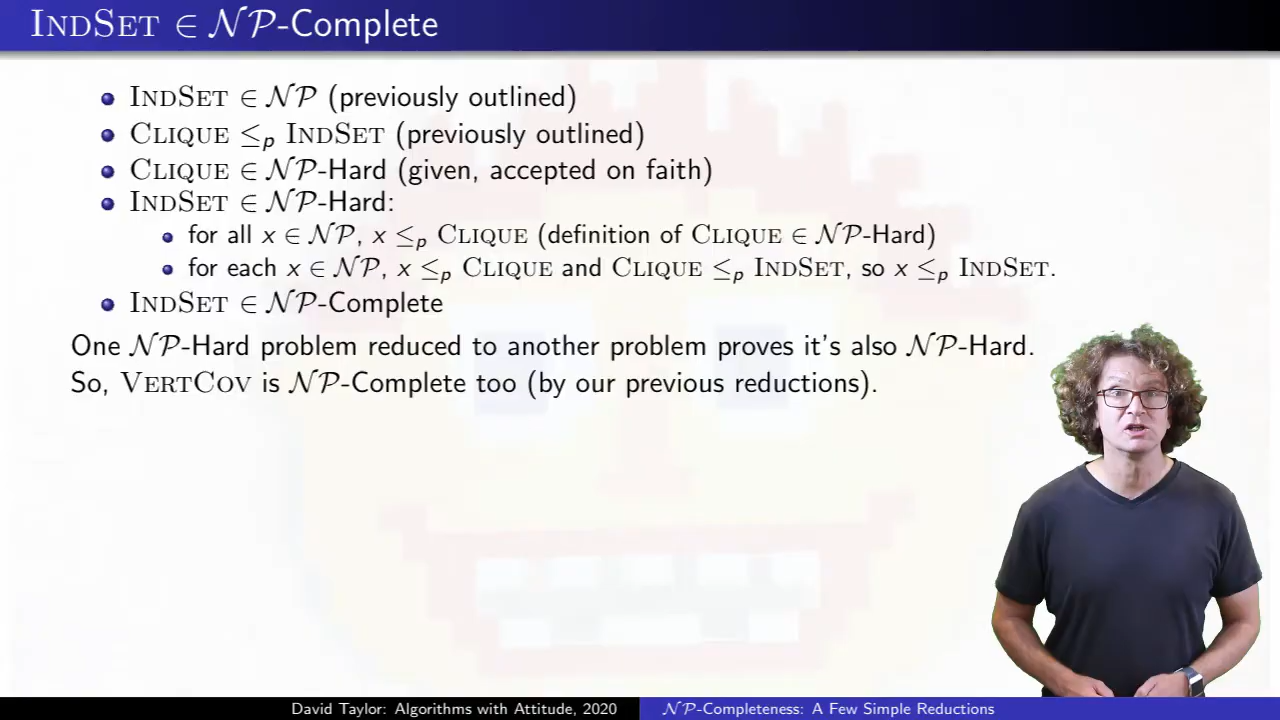 INDSET ∈ 𝒩𝒫-Complete
INDSET ∈ 𝒩𝒫 (previously outlined)
CLIQUE ≤p INDSET (previously outlined)
CLIQUE ∈ 𝒩𝒫-Hard (given, accepted on faith)
INDSET ∈ 𝒩𝒫-Hard:
for all x ∈ 𝒩𝒫, x ≤p CLIQUE (definition of CLIQUE ∈ 𝒩𝒫-Hard)
for each x ∈ 𝒩𝒫, x ≤p CLIQUE and CLIQUE ≤p INDSET, so x ≤p INDSET.
INDSET ∈ 𝒩𝒫-Complete
One 𝒩𝒫-Hard problem reduced to another problem proves it's also 𝒩𝒫-Hard.
So, VERTCOV is 𝒩𝒫-Complete too (by our previous reductions).
David Taylor: Algorithms with Attitude, 2020
𝒩𝒫-Completeness: A Few Simple Reductions